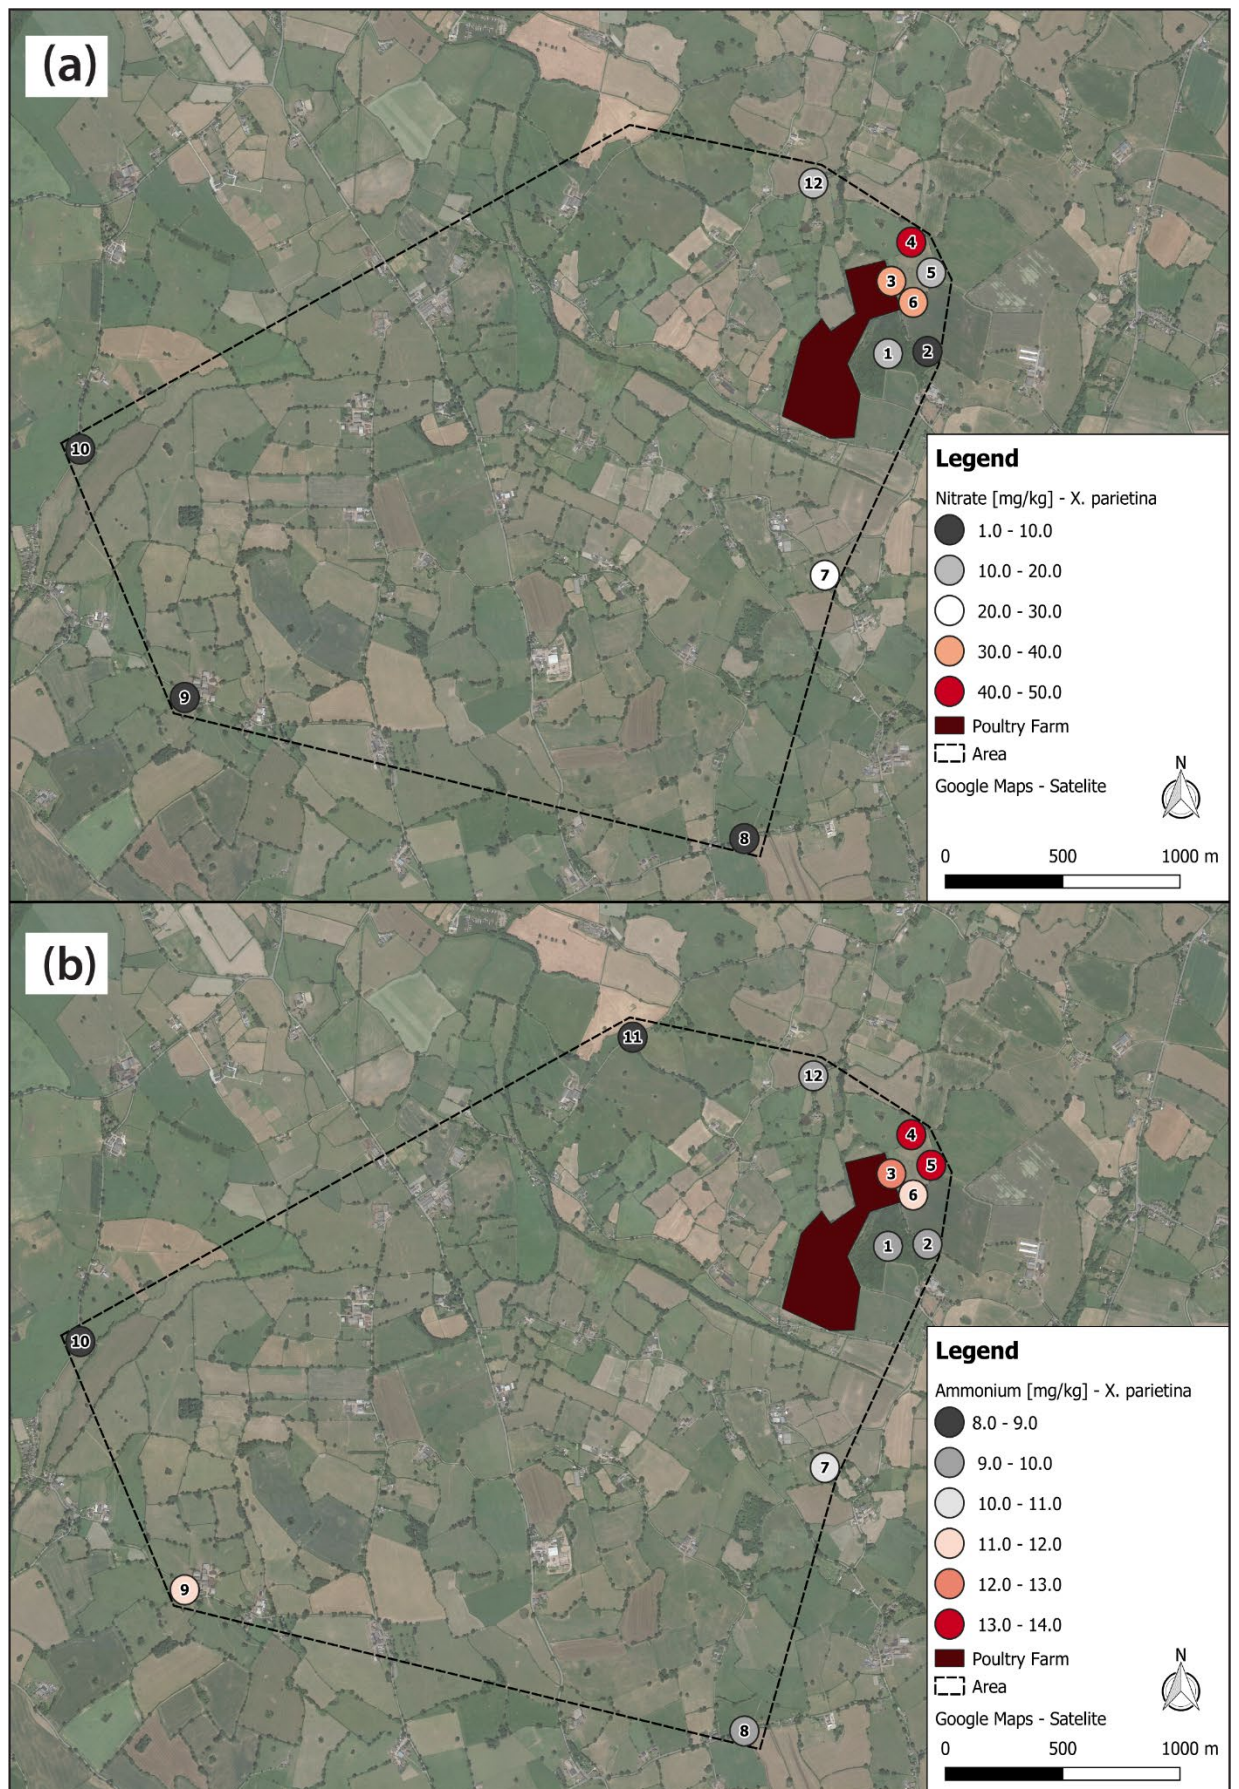 (a)
12
4
5
3
6
1
2
10
7
9
8
Legend
Nitrate [mg/kg] - X. parietina
1.0 - 10.0
10.0 - 20.0
20.0 - 30.0
30.0 - 40.0
40.0 - 50.0
Poultry Farm
Area
Google Maps - Satelite
N
0 500 1000 m
(b)
11
12
4
5
3
6
1
2
10
7
9
8
Legend
Ammonium [mg/kg] - X. parietina
8.0 - 9.0
9.0 - 10.0
10.0 - 11.0
11.0 - 12.0
12.0 - 13.0
13.0 - 14.0
Poultry Farm
Area
Google Maps - Satelite
N
0 500 1000 m